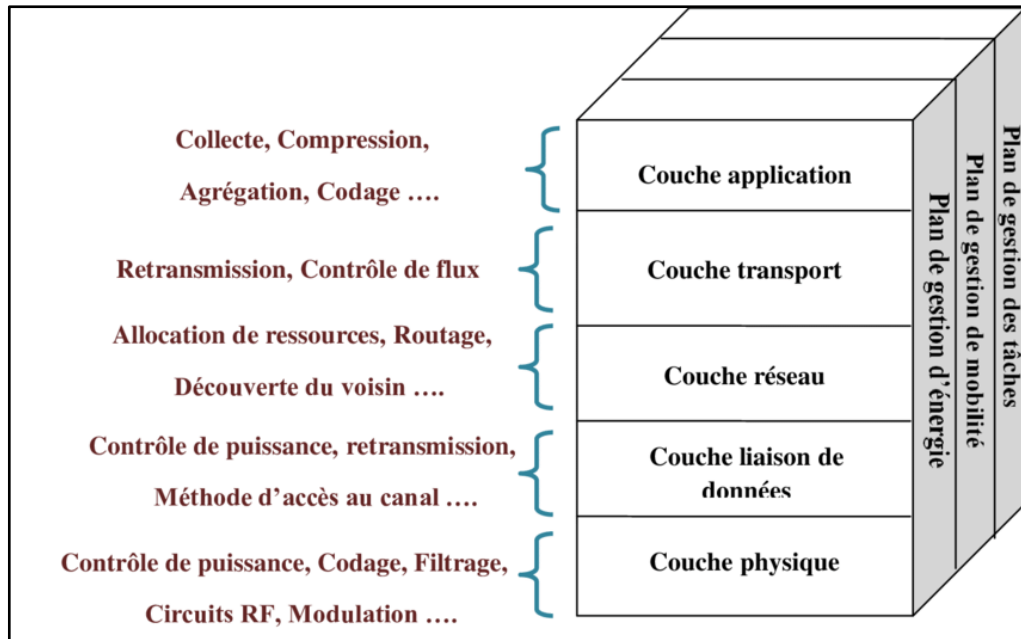 Collecte, Compression,
Agrégation, Codage ….
Couche application
Retransmission, Contrôle de flux
Couche transport
Allocation de ressources, Routage,
Découverte du voisin ….
Couche réseau
Contrôle de puissance, retransmission,
Méthode d’accès au canal ….
Couche liaison de
données
Contrôle de puissance, Codage, Filtrage,
Circuits RF, Modulation ….
Couche physique
Plan de gestion d’énergie
Plan de gestion de mobilité
Plan de gestion des tâches